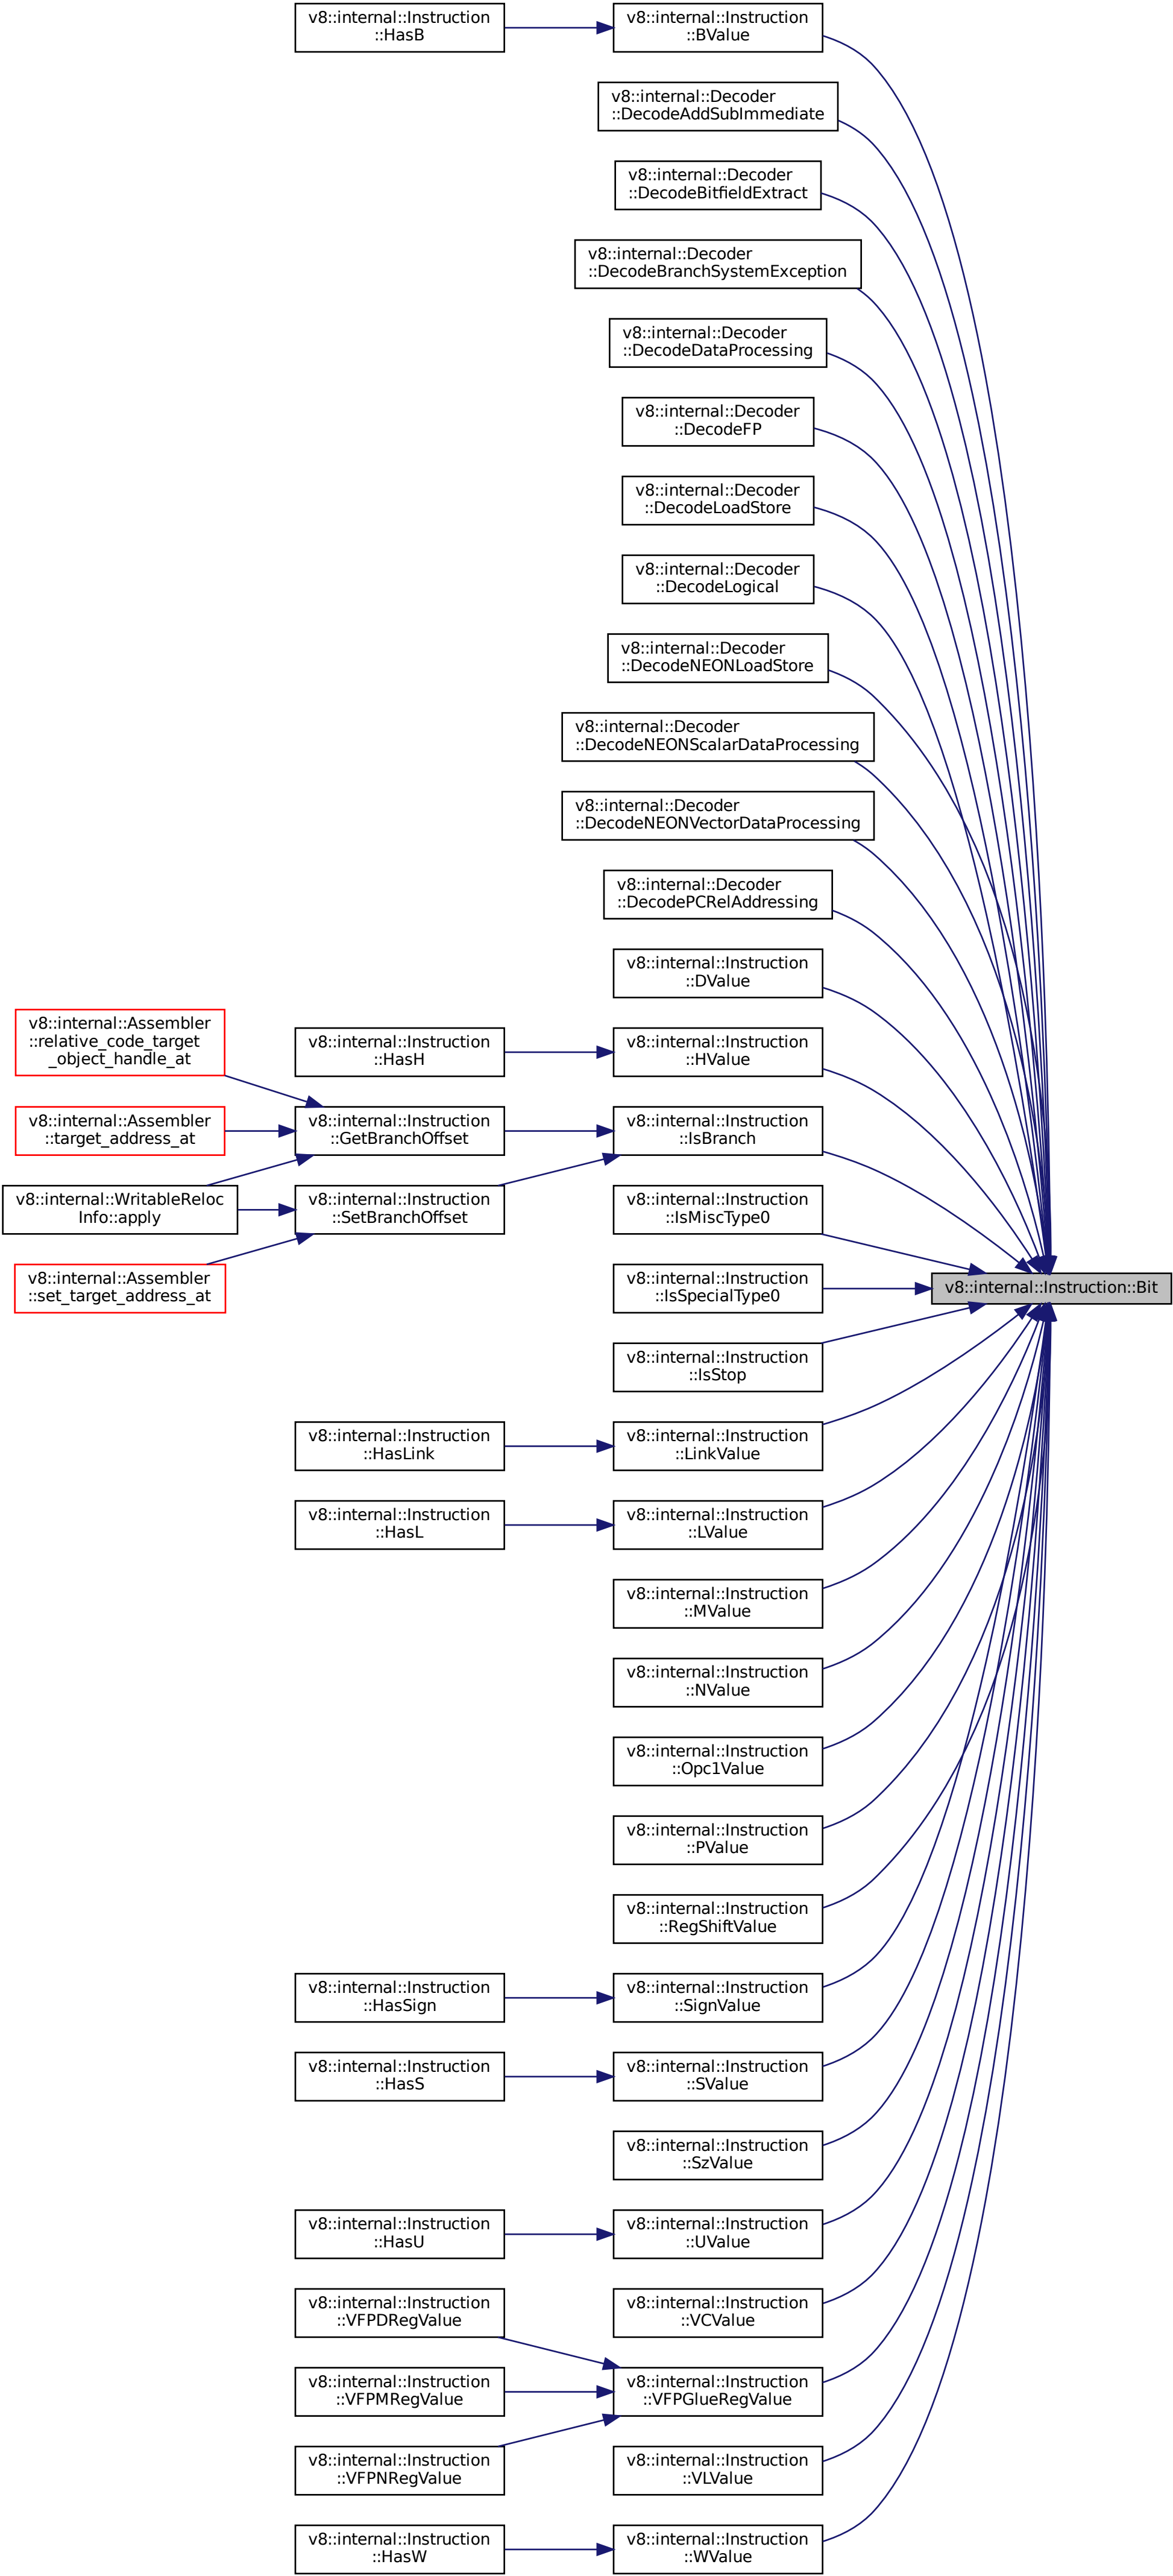 v8::internal::Instruction
::HasB
v8::internal::Instruction
::BValue
v8::internal::Decoder
::DecodeAddSubImmediate
v8::internal::Decoder
::DecodeBitfieldExtract
v8::internal::Decoder
::DecodeBranchSystemException
v8::internal::Decoder
::DecodeDataProcessing
v8::internal::Decoder
::DecodeFP
v8::internal::Decoder
::DecodeLoadStore
v8::internal::Decoder
::DecodeLogical
v8::internal::Decoder
::DecodeNEONLoadStore
v8::internal::Decoder
::DecodeNEONScalarDataProcessing
v8::internal::Decoder
::DecodeNEONVectorDataProcessing
v8::internal::Decoder
::DecodePCRelAddressing
v8::internal::Instruction
::DValue
v8::internal::Assembler
::relative_code_target
_object_handle_at
v8::internal::Instruction
::HasH
v8::internal::Instruction
::HValue
v8::internal::Assembler
::target_address_at
v8::internal::Instruction
::GetBranchOffset
v8::internal::Instruction
::IsBranch
v8::internal::WritableReloc
Info::apply
v8::internal::Instruction
::SetBranchOffset
v8::internal::Instruction
::IsMiscType0
v8::internal::Assembler
::set_target_address_at
v8::internal::Instruction
::IsSpecialType0
v8::internal::Instruction::Bit
v8::internal::Instruction
::IsStop
v8::internal::Instruction
::HasLink
v8::internal::Instruction
::LinkValue
v8::internal::Instruction
::HasL
v8::internal::Instruction
::LValue
v8::internal::Instruction
::MValue
v8::internal::Instruction
::NValue
v8::internal::Instruction
::Opc1Value
v8::internal::Instruction
::PValue
v8::internal::Instruction
::RegShiftValue
v8::internal::Instruction
::HasSign
v8::internal::Instruction
::SignValue
v8::internal::Instruction
::HasS
v8::internal::Instruction
::SValue
v8::internal::Instruction
::SzValue
v8::internal::Instruction
::HasU
v8::internal::Instruction
::UValue
v8::internal::Instruction
::VFPDRegValue
v8::internal::Instruction
::VCValue
v8::internal::Instruction
::VFPMRegValue
v8::internal::Instruction
::VFPGlueRegValue
v8::internal::Instruction
::VFPNRegValue
v8::internal::Instruction
::VLValue
v8::internal::Instruction
::HasW
v8::internal::Instruction
::WValue